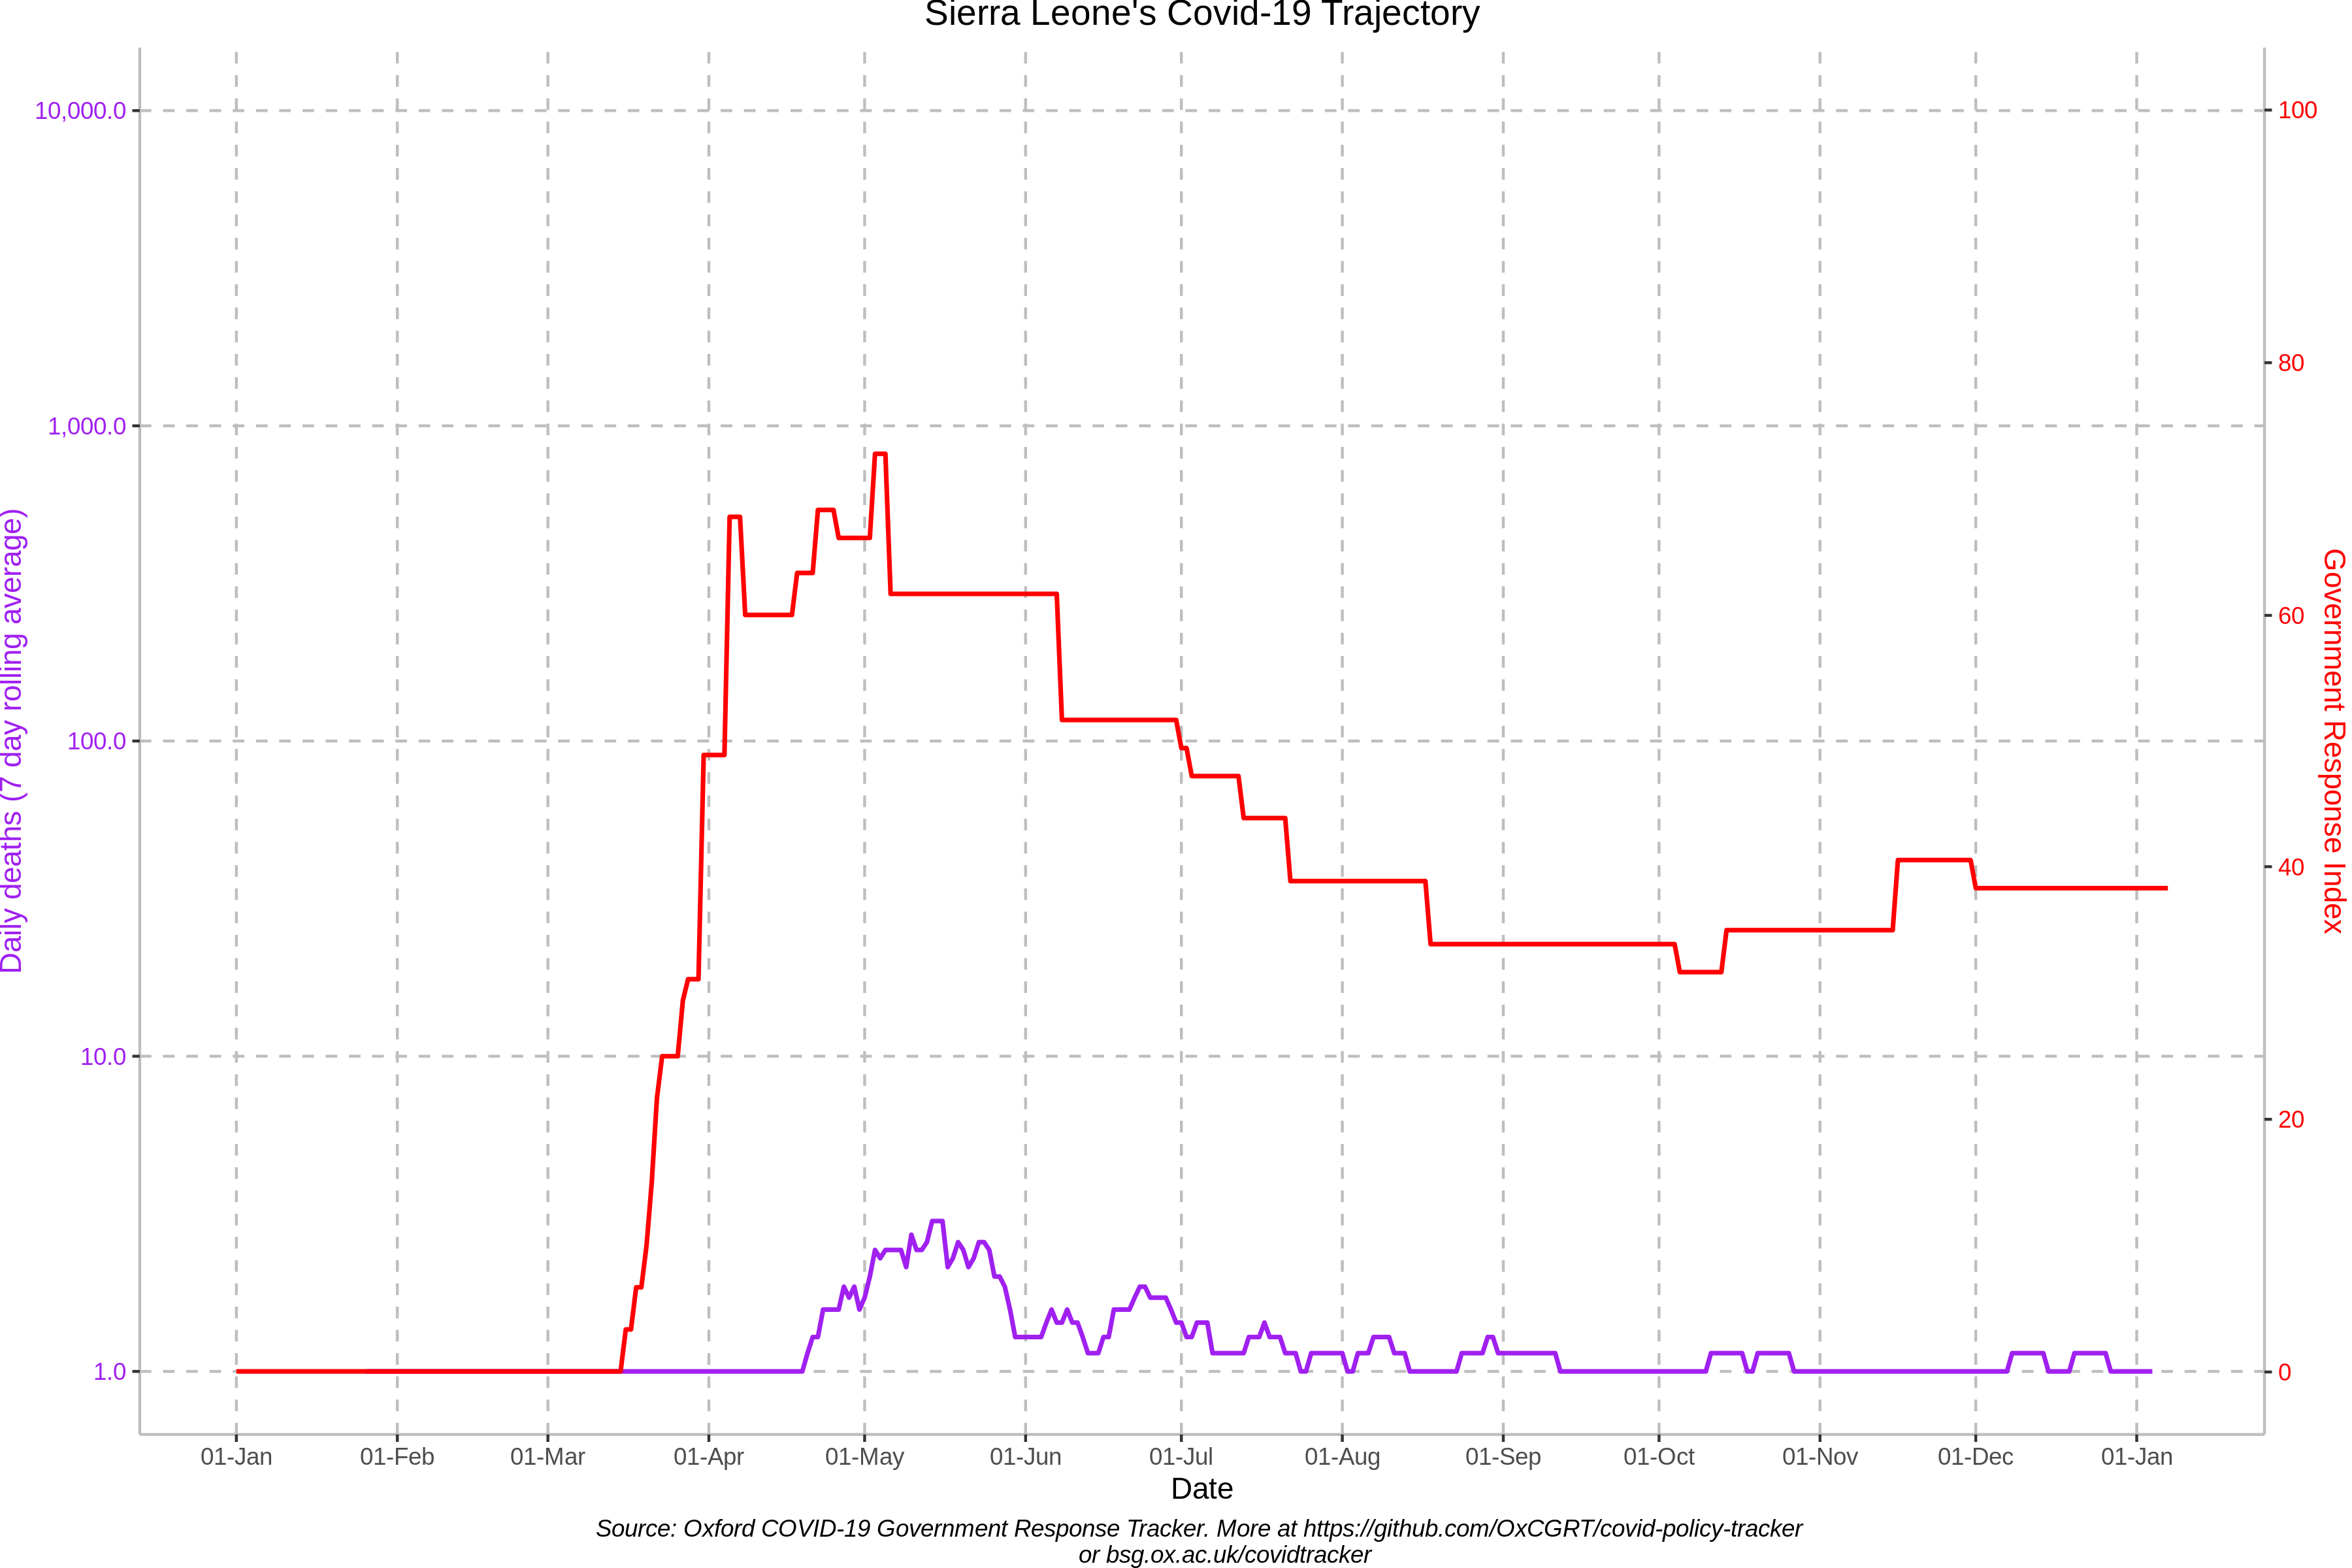 Sierra Leone's Covid-19 Trajectory
10,000.0
1,000.0
100.0
10.0
1.0
Daily deaths (7 day rolling average)
100
80
60
40
20
0
Government Response Index
01-Jan 01-Feb 01-Mar 01-Apr 01-May 01-Jun 01-Jul 01-Aug 01-Sep 01-Oct 01-Nov 01-Dec 01-Jan
Date
Source: Oxford COVID-19 Government Response Tracker. More at https://github.com/OxCGRT/covid-policy-tracker
or bsg.ox.ac.uk/covidtracker